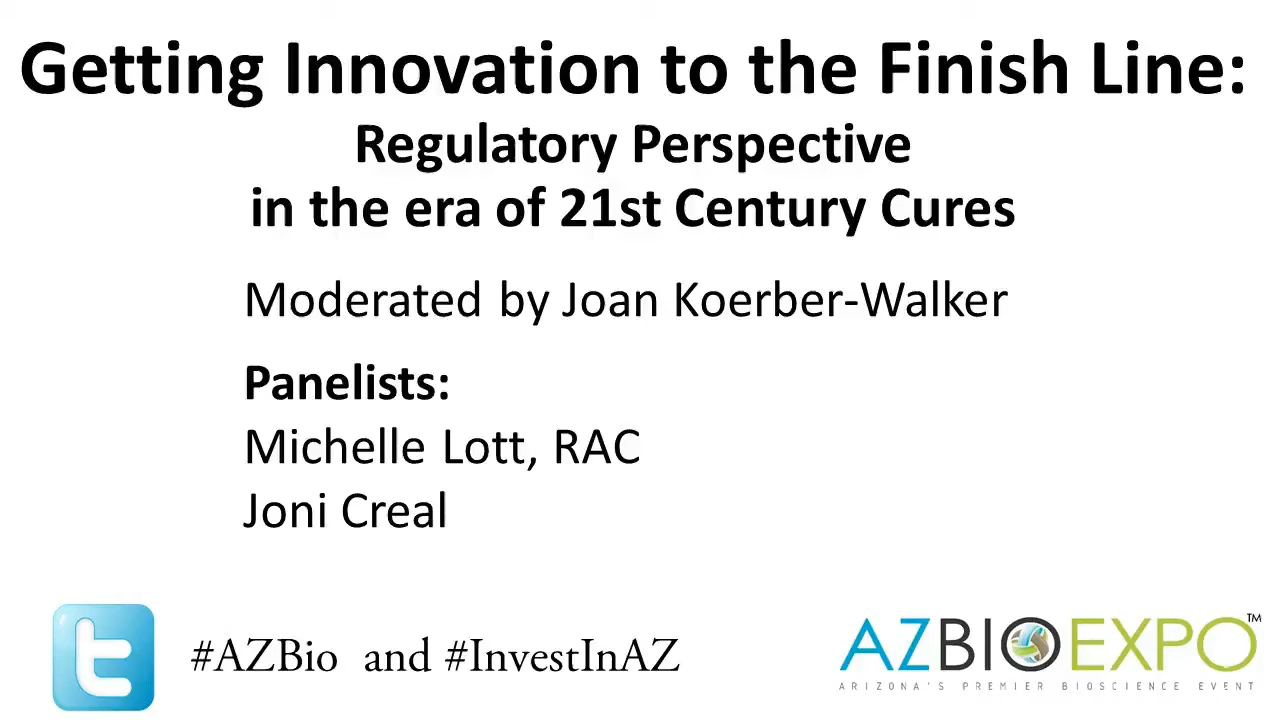 Getting Innovation to the Finish Line:
Regulatory Perspective
in the era of 21st Century Cures
Moderated by Joan Koerber-Walker
Panelists:
Michelle Lott, RAC
Joni Creal
t #AZBio and #InvestInAZ
AZBIOEXPO™
ARIZONA'S PREMIER BIOSCIENCE EVENT